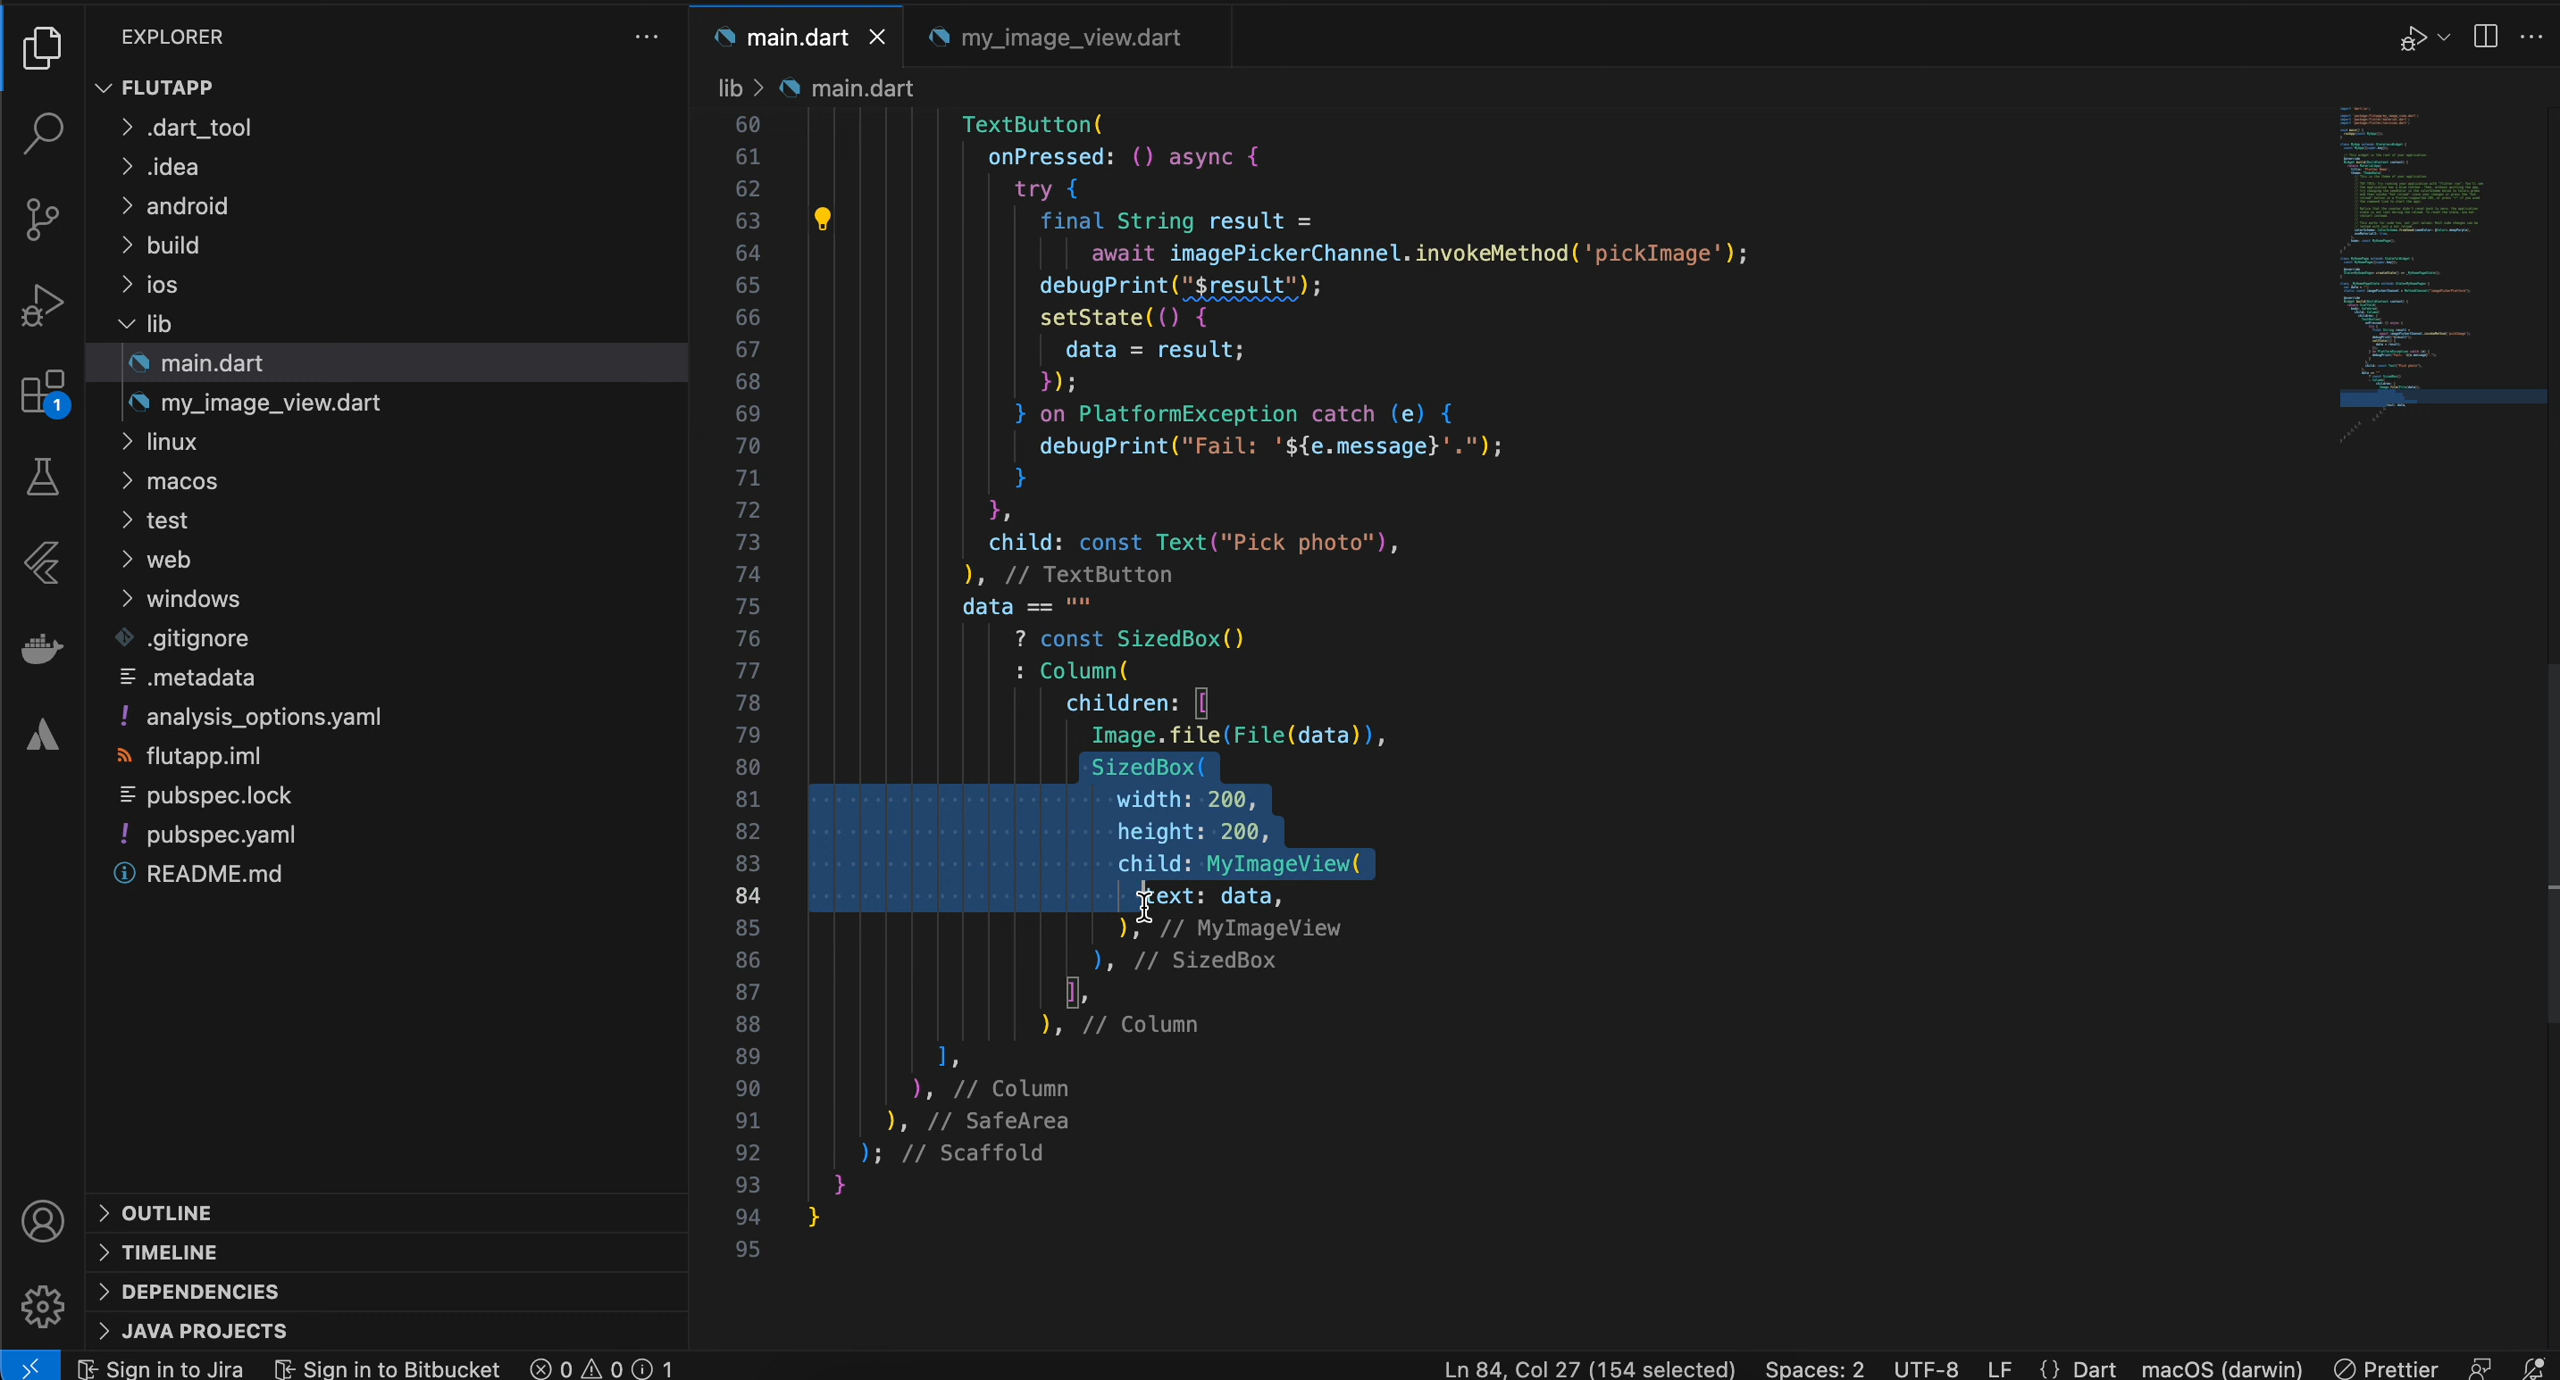 EXPLORER
FLUTAPP
.dart_tool
.idea
android
build
ios
lib
main.dart
my_image_view.dart
linux
macos
test
web
windows
.gitignore
.metadata
! analysis_options.yaml
flutapp.iml
pubspec.lock
! pubspec.yaml
README.md
OUTLINE
TIMELINE
DEPENDENCIES
JAVA PROJECTS
1
main.dart
my_image_view.dart
lib > main.dart
60 TextButton(
61 onPressed: () async {
62 try {
63 final String result =
64 await imagePickerChannel.invokeMethod('pickImage');
65 debugPrint("$result");
66 setState(() {
67 data = result;
68 });
69 } on PlatformException catch (e) {
70 debugPrint("Fail: '${e.message}'.");
71 }
72 },
73 child: const Text("Pick photo"),
74 ), // TextButton
75 data == ""
76 ? const SizedBox()
77 : Column(
78 children: [
79 Image.file(File(data)),
80 SizedBox(
81 width: 200,
82 height: 200,
83 child: MyImageView(
84 text: data,
85 ), // MyImageView
86 ), // SizedBox
87 ],
88 ), // Column
89 ],
90 ), // Column
91 ), // SafeArea
92 ); // Scaffold
93 }
94 }
95
Sign in to Jira Sign in to Bitbucket 0 0 1 Ln 84, Col 27 (154 selected) Spaces: 2 UTF-8 LF {} Dart macOS (darwin) Prettier